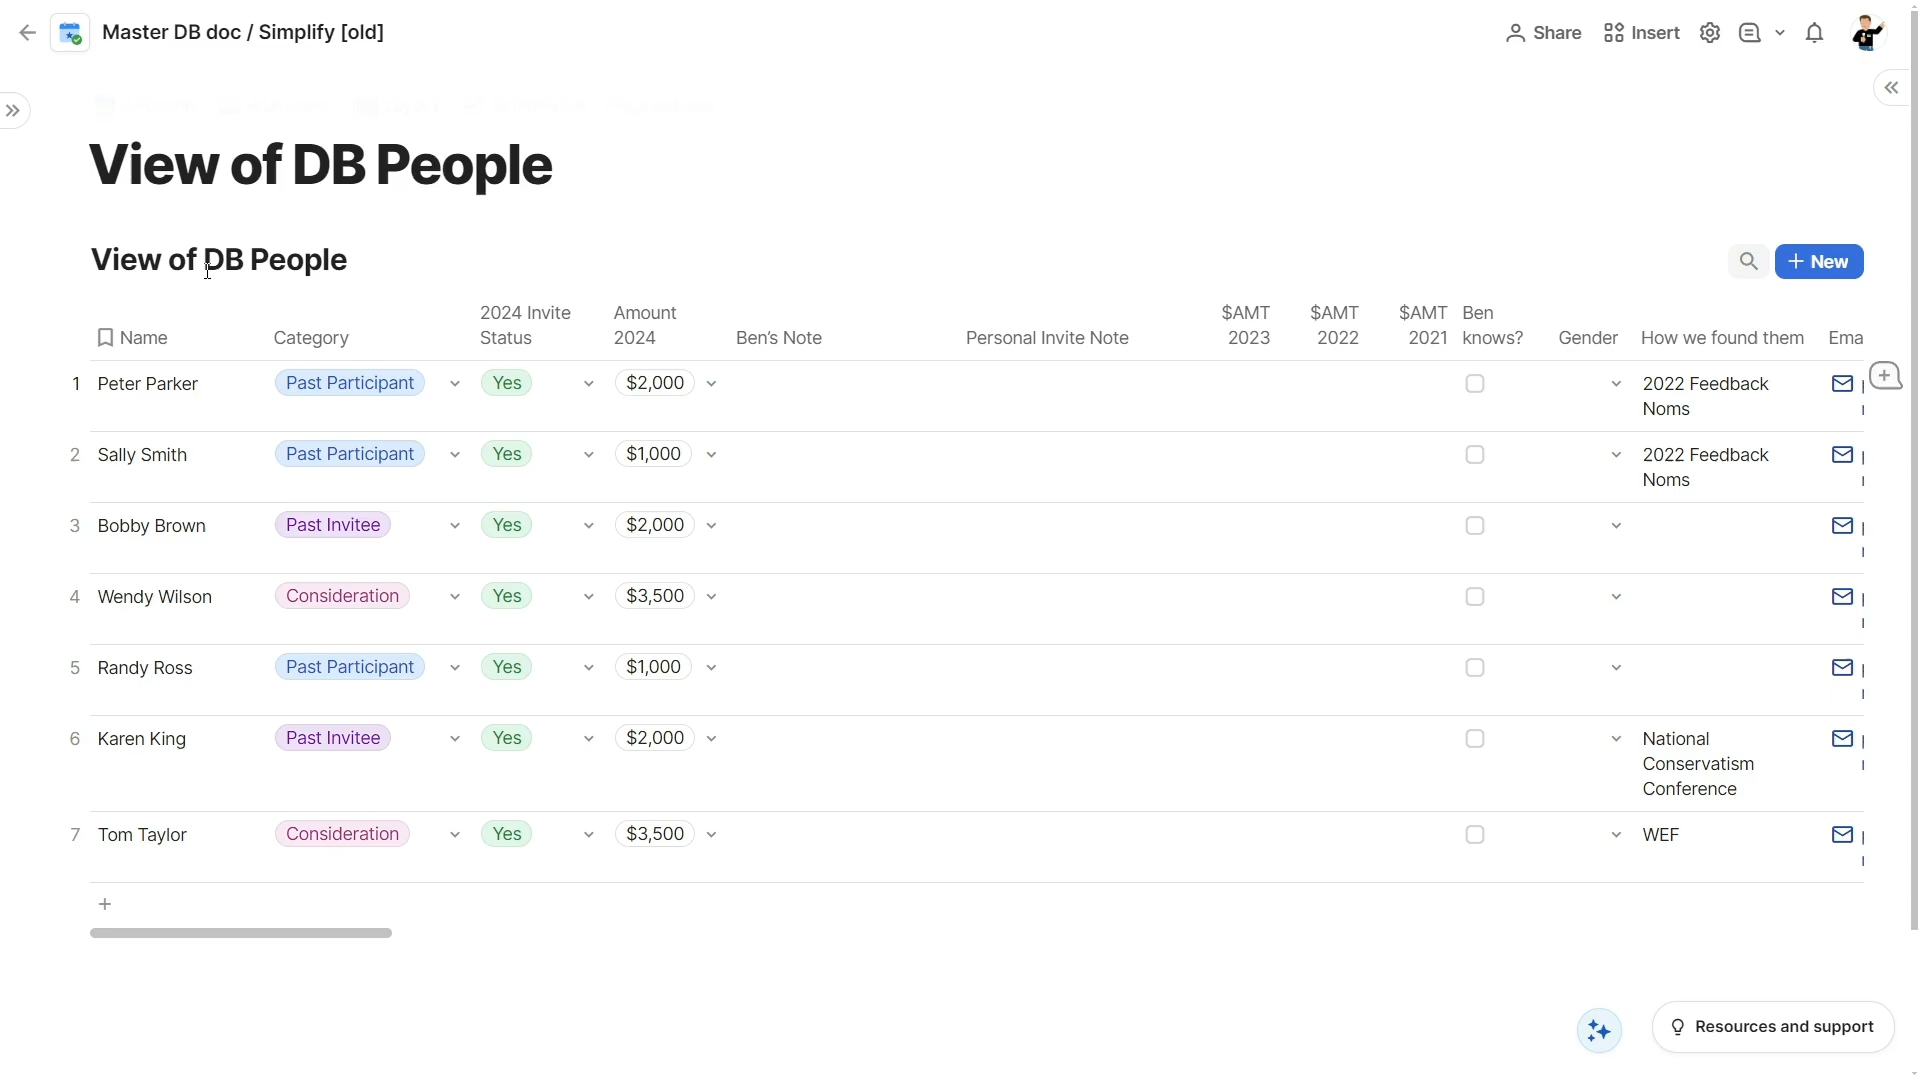 Master DB doc / Simplify [old]
Share
Insert
View of DB People
View of DB People
New
Name
Category
2024 Invite
Status
Amount
2024
Ben's Note
Personal Invite Note
$AMT
2023
$AMT
2022
$AMT
2021
Ben
knows?
Gender
How we found them
Ema
1 Peter Parker Past Participant Yes $2,000 2022 Feedback
Noms
2 Sally Smith Past Participant Yes $1,000 2022 Feedback
Noms
3 Bobby Brown Past Invitee Yes $2,000
4 Wendy Wilson Consideration Yes $3,500
5 Randy Ross Past Participant Yes $1,000
6 Karen King Past Invitee Yes $2,000 National
Conservatism
Conference
7 Tom Taylor Consideration Yes $3,500 WEF
Resources and support